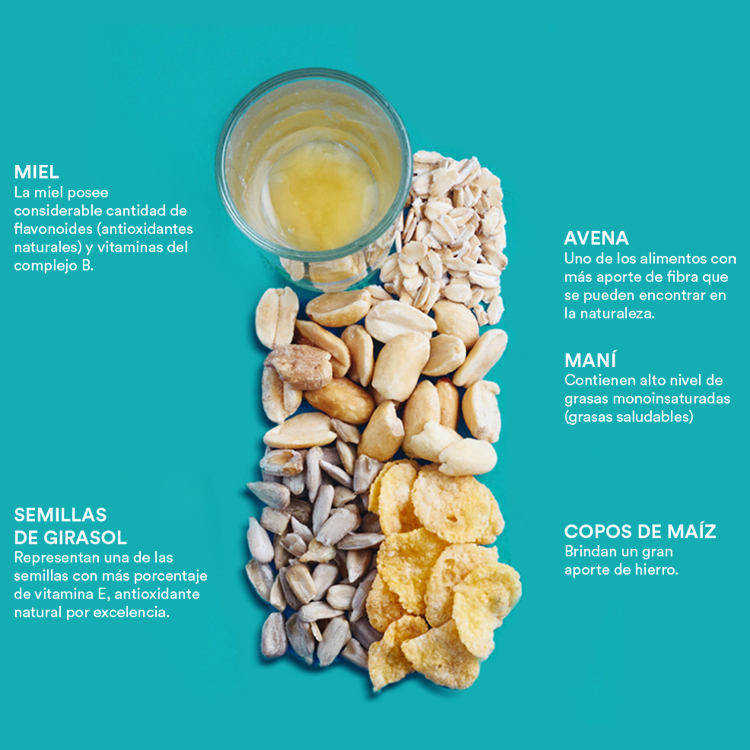 MIEL
La miel posee
considerable cantidad de
flavonoides (antioxidantes
naturales) y vitaminas del
complejo B.
AVENA
Uno de los alimentos con
más aporte de fibra que
se pueden encontrar en
la naturaleza.
MANÍ
Contienen alto nivel de
grasas monoinsaturadas
(grasas saludables)
SEMILLAS
DE GIRASOL
Representan una de las
semillas con más porcentaje
de vitamina E, antioxidante
natural por excelencia.
COPOS DE MAÍZ
Brindan un gran
aporte de hierro.